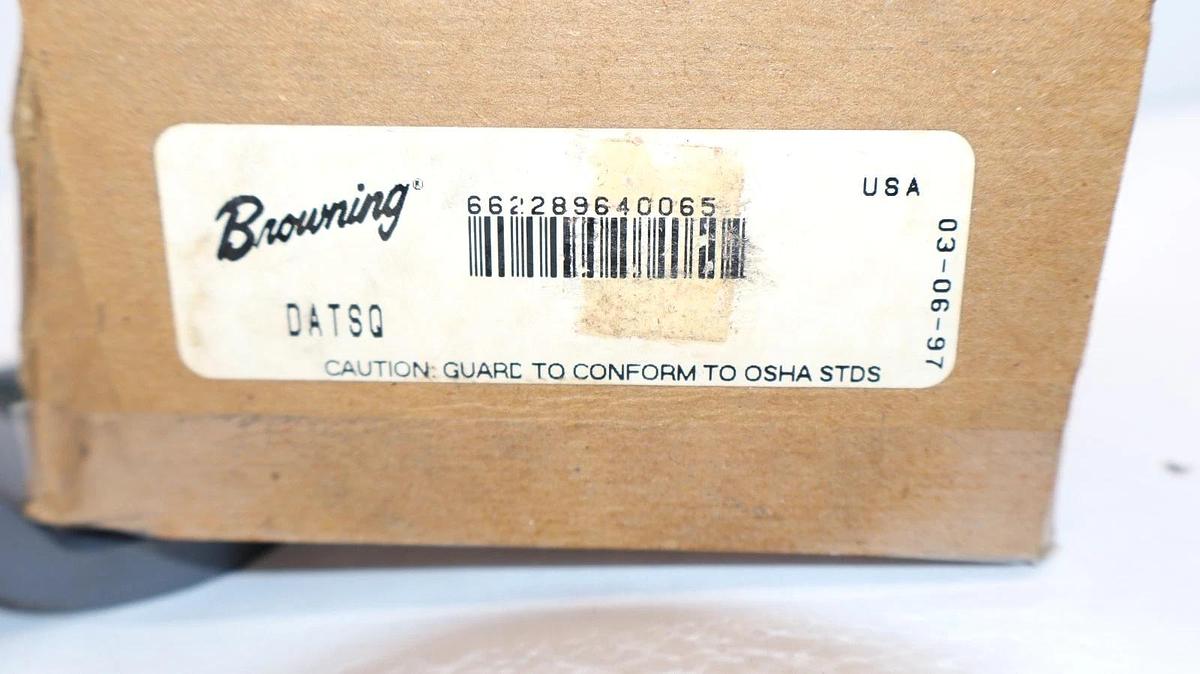 Browning®
662289640065
USA
03-06-97
DATSQ
CAUTION: GUARD TO CONFORM TO OSHA STDS